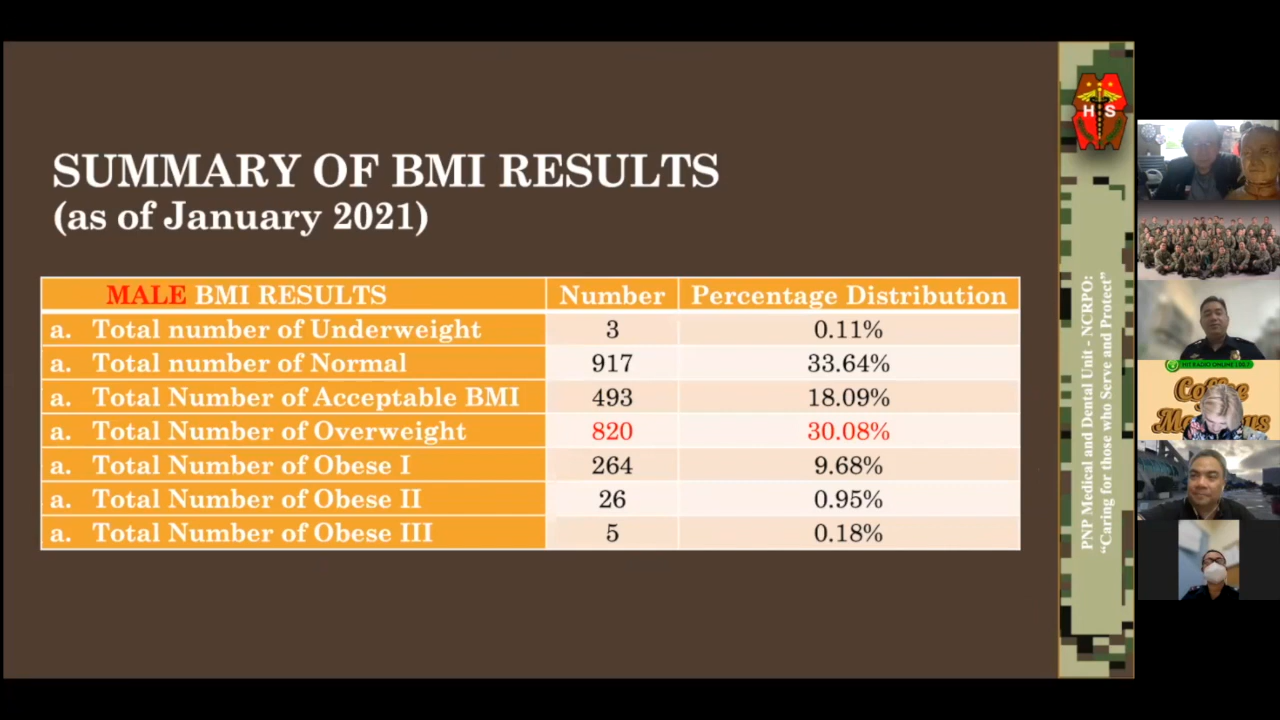 SUMMARY OF BMI RESULTS
(as of January 2021)
MALE BMI RESULTS Number Percentage Distribution
a. Total number of Underweight 3 0.11%
a. Total number of Normal 917 33.64%
a. Total Number of Acceptable BMI 493 18.09%
a. Total Number of Overweight 820 30.08%
a. Total Number of Obese I 264 9.68%
a. Total Number of Obese II 26 0.95%
a. Total Number of Obese III 5 0.18%
H S
PNP Medical and Dental Unit - NCRPO:
“Caring for those who Serve and Protect”
Coffee